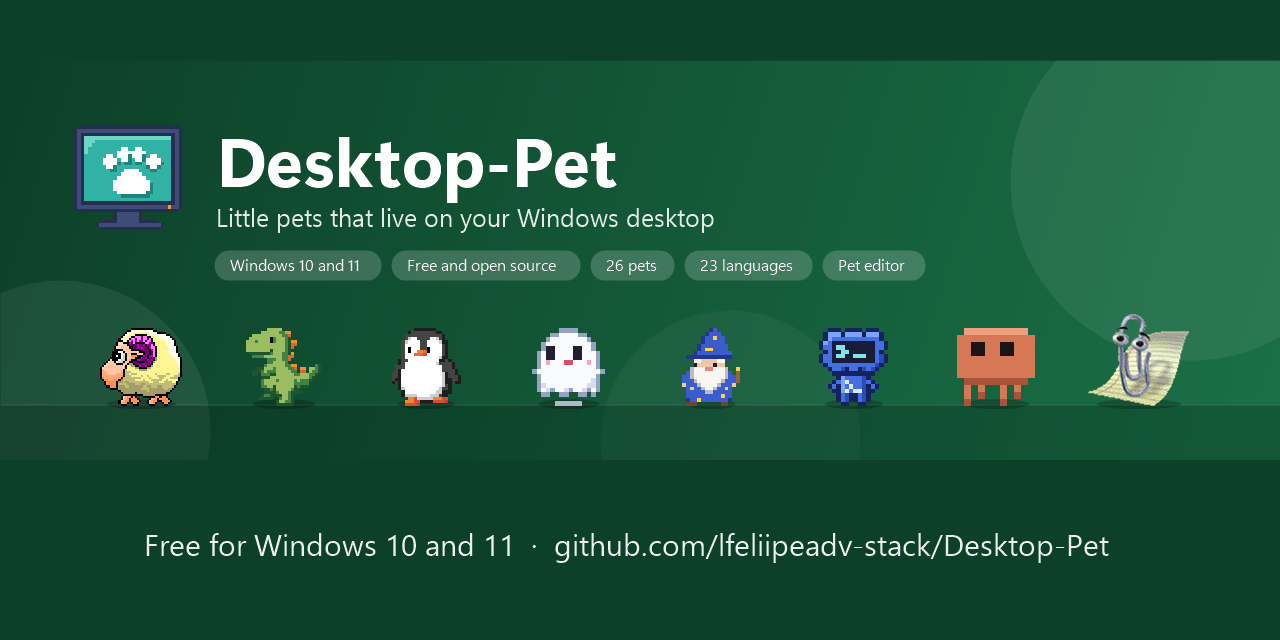 Desktop-Pet
Little pets that live on your Windows desktop
Windows 10 and 11
Free and open source
26 pets
23 languages
Pet editor
Free for Windows 10 and 11 · github.com/lfeliipeadv-stack/Desktop-Pet